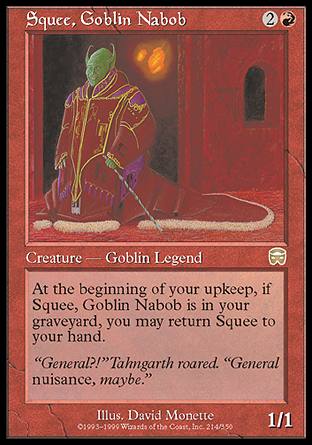 Squee, Goblin Nabob 2
Creature — Goblin Legend
At the beginning of your upkeep, if
Squee, Goblin Nabob is in your
graveyard, you may return Squee to
your hand.
“General?!” Tahngarth roared. “General
nuisance, maybe.”
Illus. David Monette
©1993–1999 Wizards of the Coast, Inc. 214/350
1/1